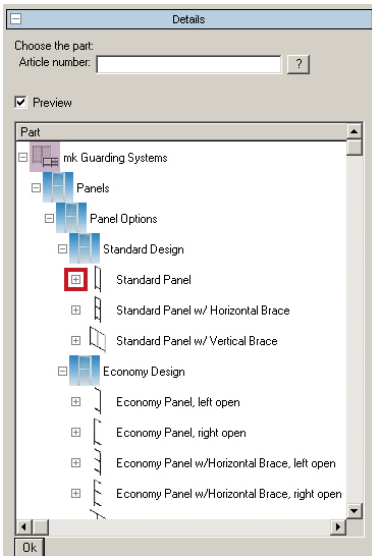 Details
Choose the part:
Article number:
?
Preview
Part
mk Guarding Systems
Panels
Panel Options
Standard Design
Standard Panel
Standard Panel w/ Horizontal Brace
Standard Panel w/ Vertical Brace
Economy Design
Economy Panel, left open
Economy Panel, right open
Economy Panel w/Horizontal Brace, left open
Economy Panel w/Horizontal Brace, right open
Ok